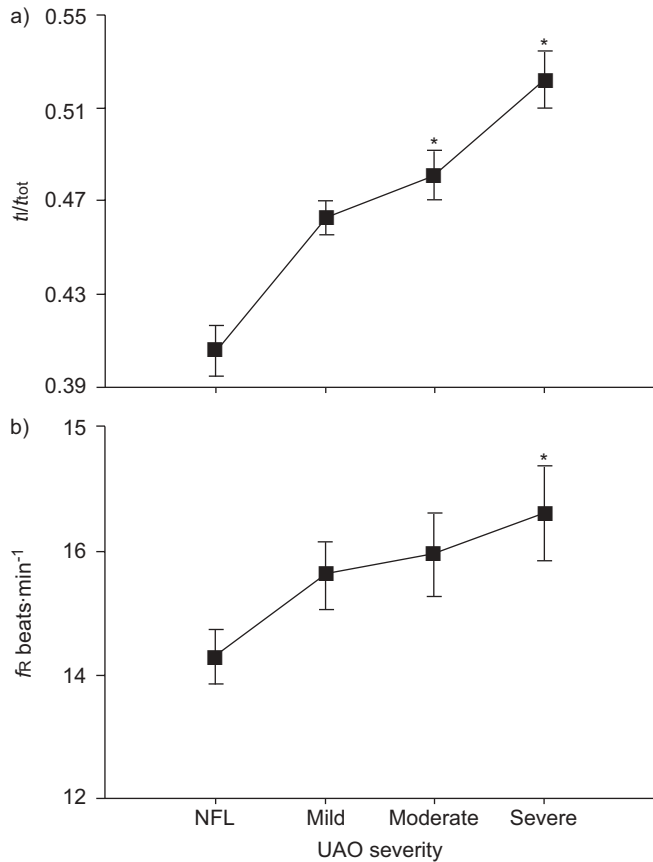 a)
0.55
0.51
0.47
0.43
0.39
tI/ttot
*
*
b)
15
16
14
12
fR beats·min-1
*
NFL Mild Moderate Severe
UAO severity